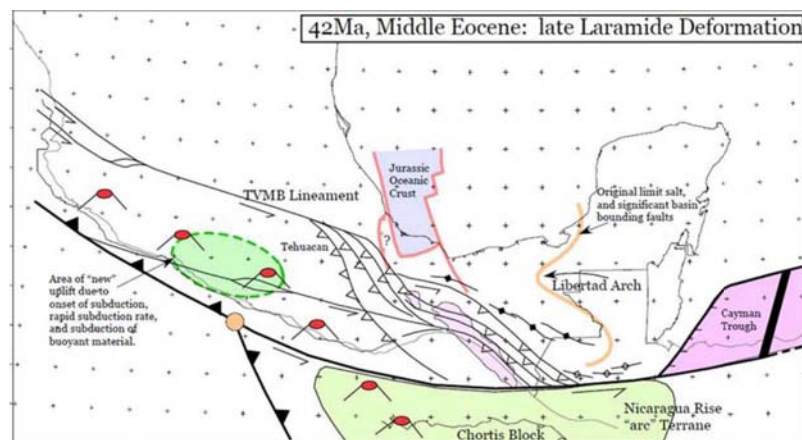 42Ma, Middle Eocene: late Laramide Deformation
Jurassic
Oceanic
Crust
TVMB Lineament
Original limit salt,
and significant basin
bounding faults
?
Tehuacan
Area of "new"
uplift due to
onset of subduction,
rapid subduction rate,
and subduction of
buoyant material.
Libertad Arch
Cayman
Trough
Nicaragua Rise
"arc" Terrane
Chortis Block